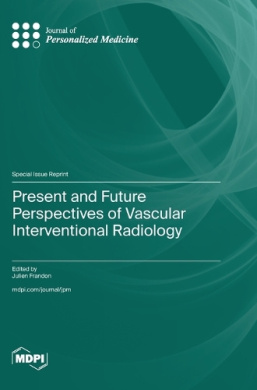 Journal of
Personalized Medicine
Special Issue Reprint
Present and Future
Perspectives of Vascular
Interventional Radiology
Edited by
Julien Frandon
mdpi.com/journal/jpm
MDPI